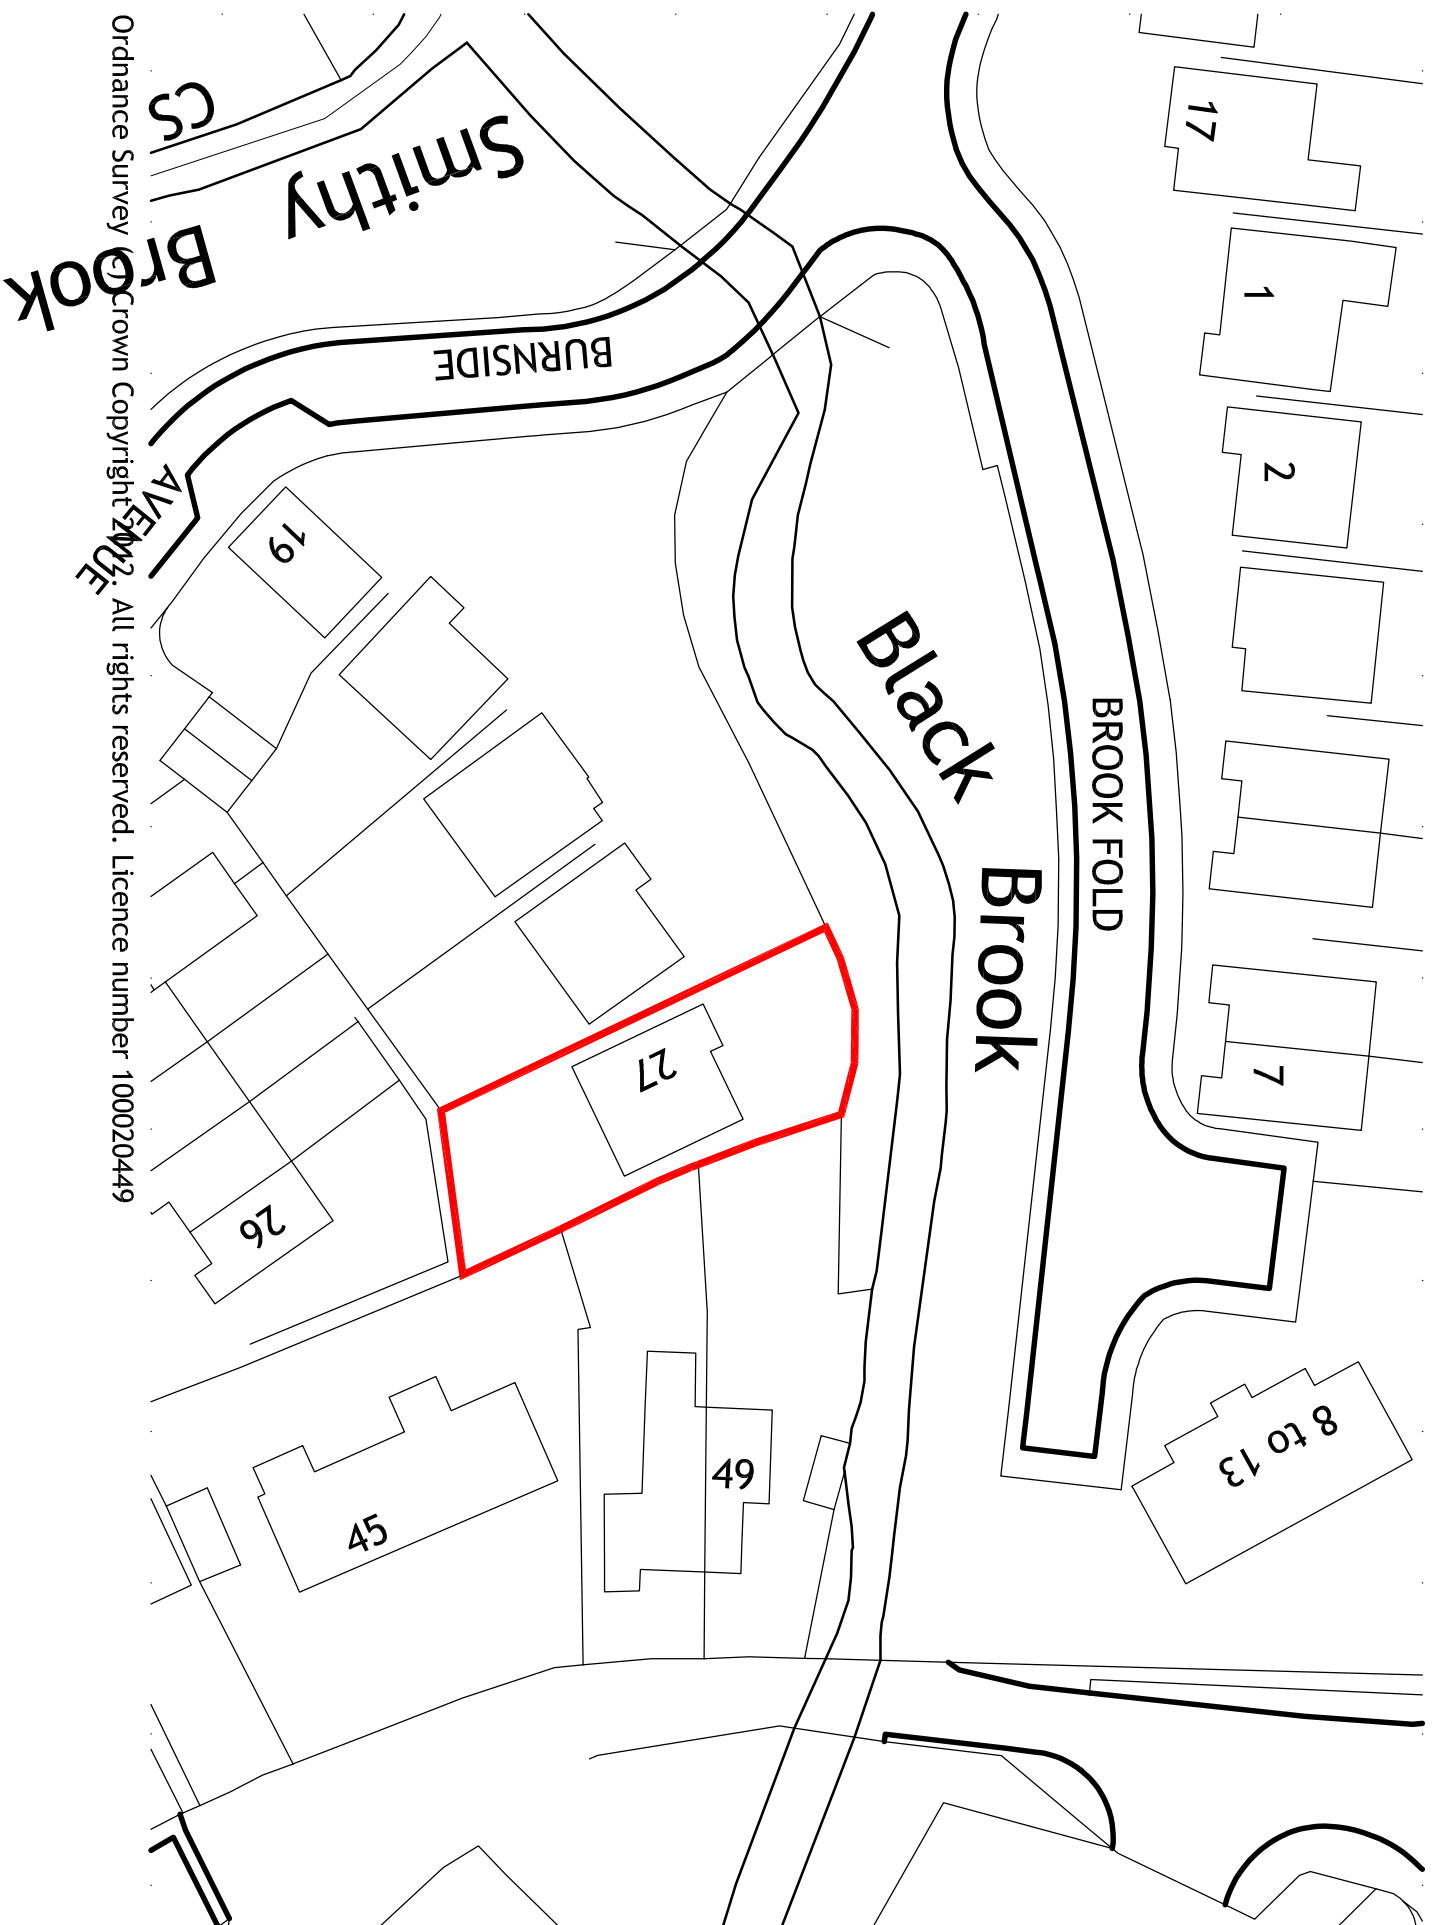 CS
Smithy
Brook
BURNSIDE
AVENUE
Ordnance Survey (c) Crown Copyright 2012. All rights reserved. Licence number 100020449
17
1
2
19
Black
Brook
BROOK FOLD
27
7
26
45
49
8 to 13